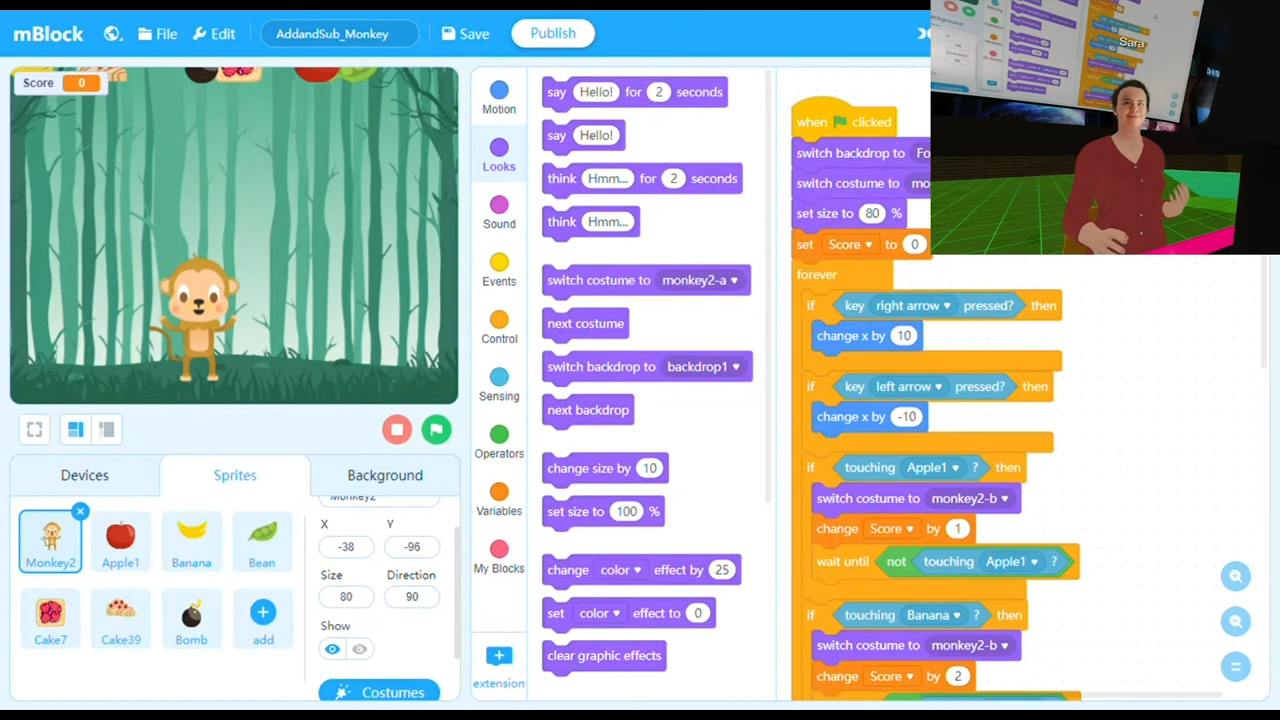 mBlock
File
Edit
AddandSub_Monkey
Save
Publish
Score 0
Devices
Sprites
Background
Monkey2
Apple1
Banana
Bean
Cake7
Cake39
Bomb
add
Monkey2
X
Y
-38
-96
Size
Direction
80
90
Show
Costumes
Motion
Looks
Sound
Events
Control
Sensing
Operators
Variables
My Blocks
extension
say Hello! for 2 seconds
say Hello!
think Hmm... for 2 seconds
think Hmm...
switch costume to monkey2-a
next costume
switch backdrop to backdrop1
next backdrop
change size by 10
set size to 100 %
change color effect by 25
set color effect to 0
clear graphic effects
when clicked
switch backdrop to Fo
switch costume to mo
set size to 80 %
set Score to 0
forever
if key right arrow pressed? then
change x by 10
if key left arrow pressed? then
change x by -10
if touching Apple1 ? then
switch costume to monkey2-b
change Score by 1
wait until not touching Apple1 ?
if touching Banana ? then
switch costume to monkey2-b
change Score by 2
Sara